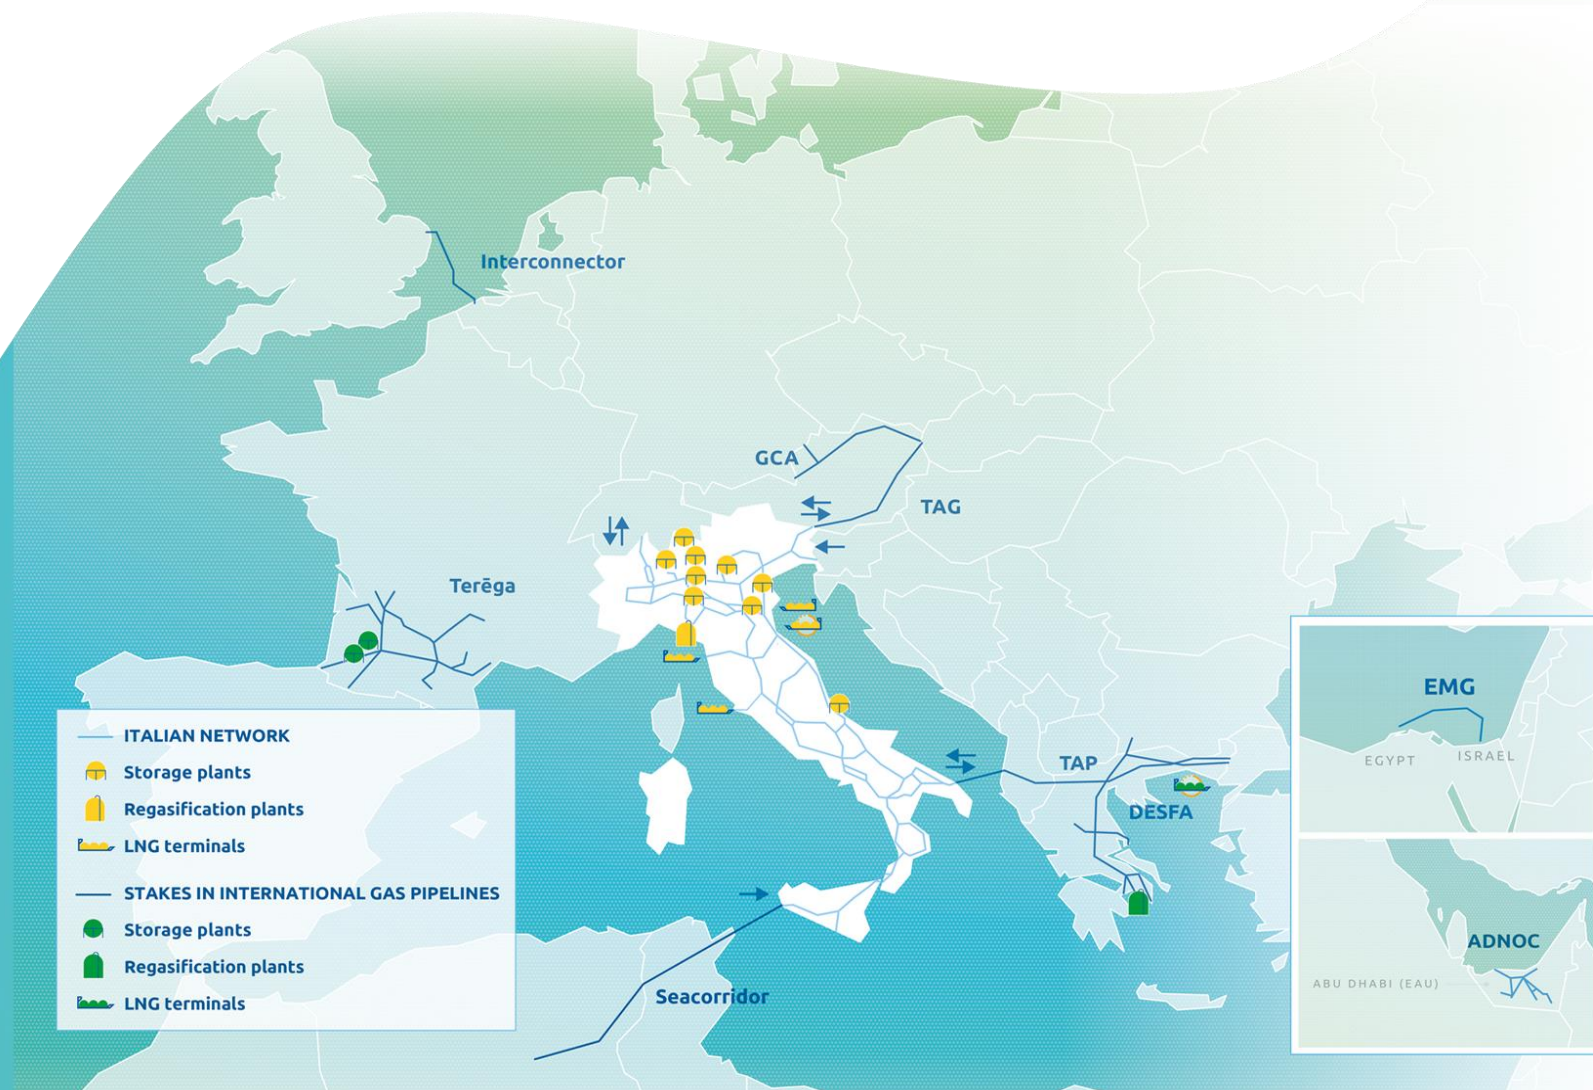 Interconnector
GCA
TAG
Terēga
EMG
EGYPT
ISRAEL
TAP
DESFA
ITALIAN NETWORK
Storage plants
Regasification plants
LNG terminals
STAKES IN INTERNATIONAL GAS PIPELINES
Storage plants
Regasification plants
LNG terminals
ADNOC
ABU DHABI (EAU)
Seacorridor